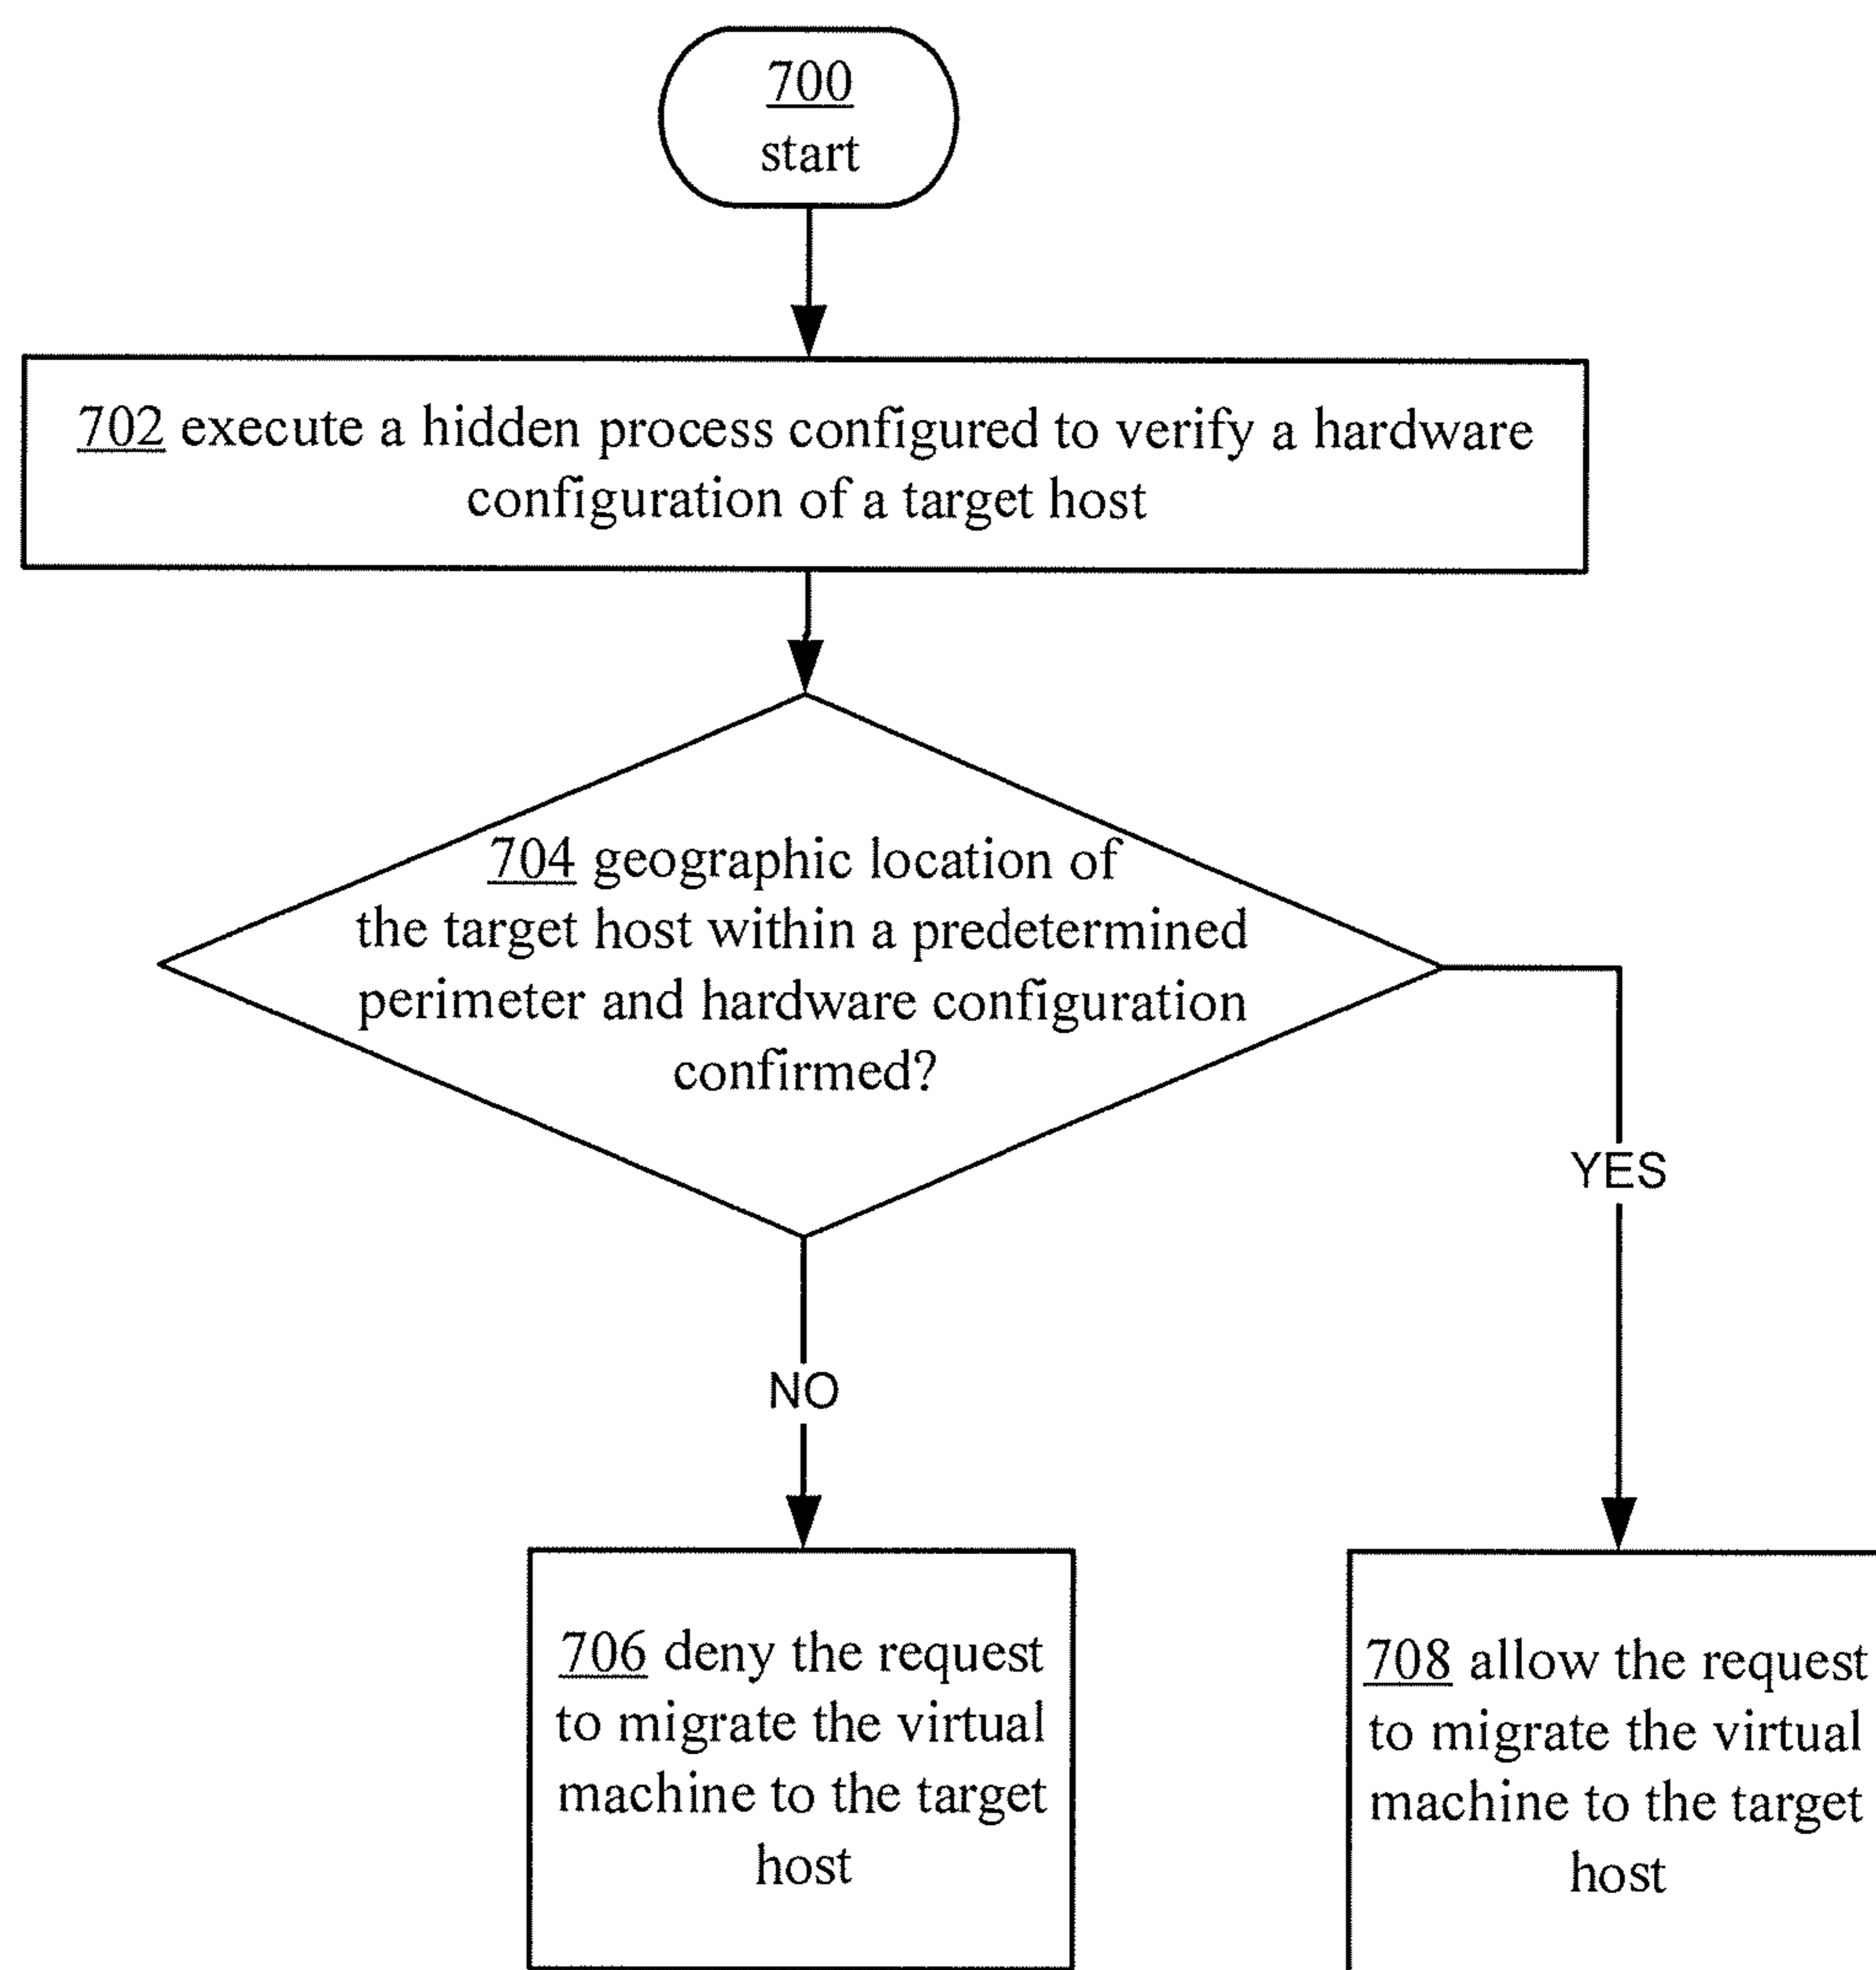 700
start
702 execute a hidden process configured to verify a hardware
configuration of a target host
704 geographic location of
the target host within a predetermined
perimeter and hardware configuration
confirmed?
YES
NO
706 deny the request
to migrate the virtual
machine to the target
host
708 allow the request
to migrate the virtual
machine to the target
host